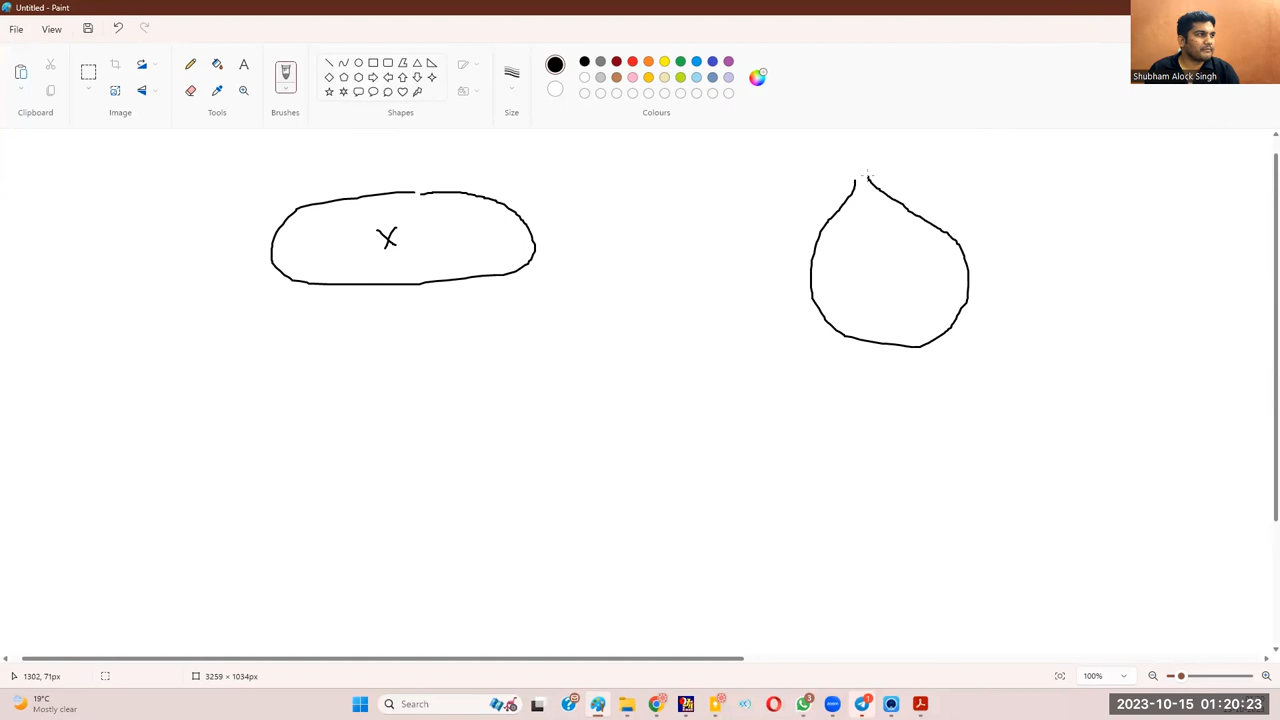 Untitled - Paint
File View
Shubham Alock Singh
Clipboard Image Tools Brushes Shapes Size Colours
X
1302, 71px 3259 × 1034px 100%
19°C
Mostly clear
Search
2023-10-15 01:20:23